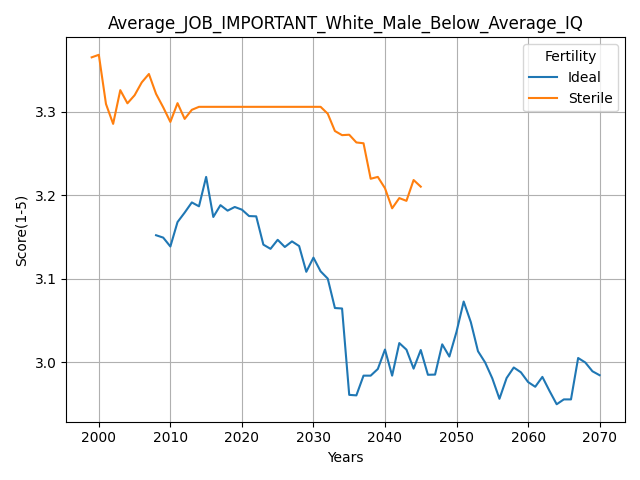 Average_JOB_IMPORTANT_White_Male_Below_Average_IQ
Fertility
Ideal
Sterile
Score(1-5)
3.3
3.2
3.1
3.0
2000 2010 2020 2030 2040 2050 2060 2070
Years